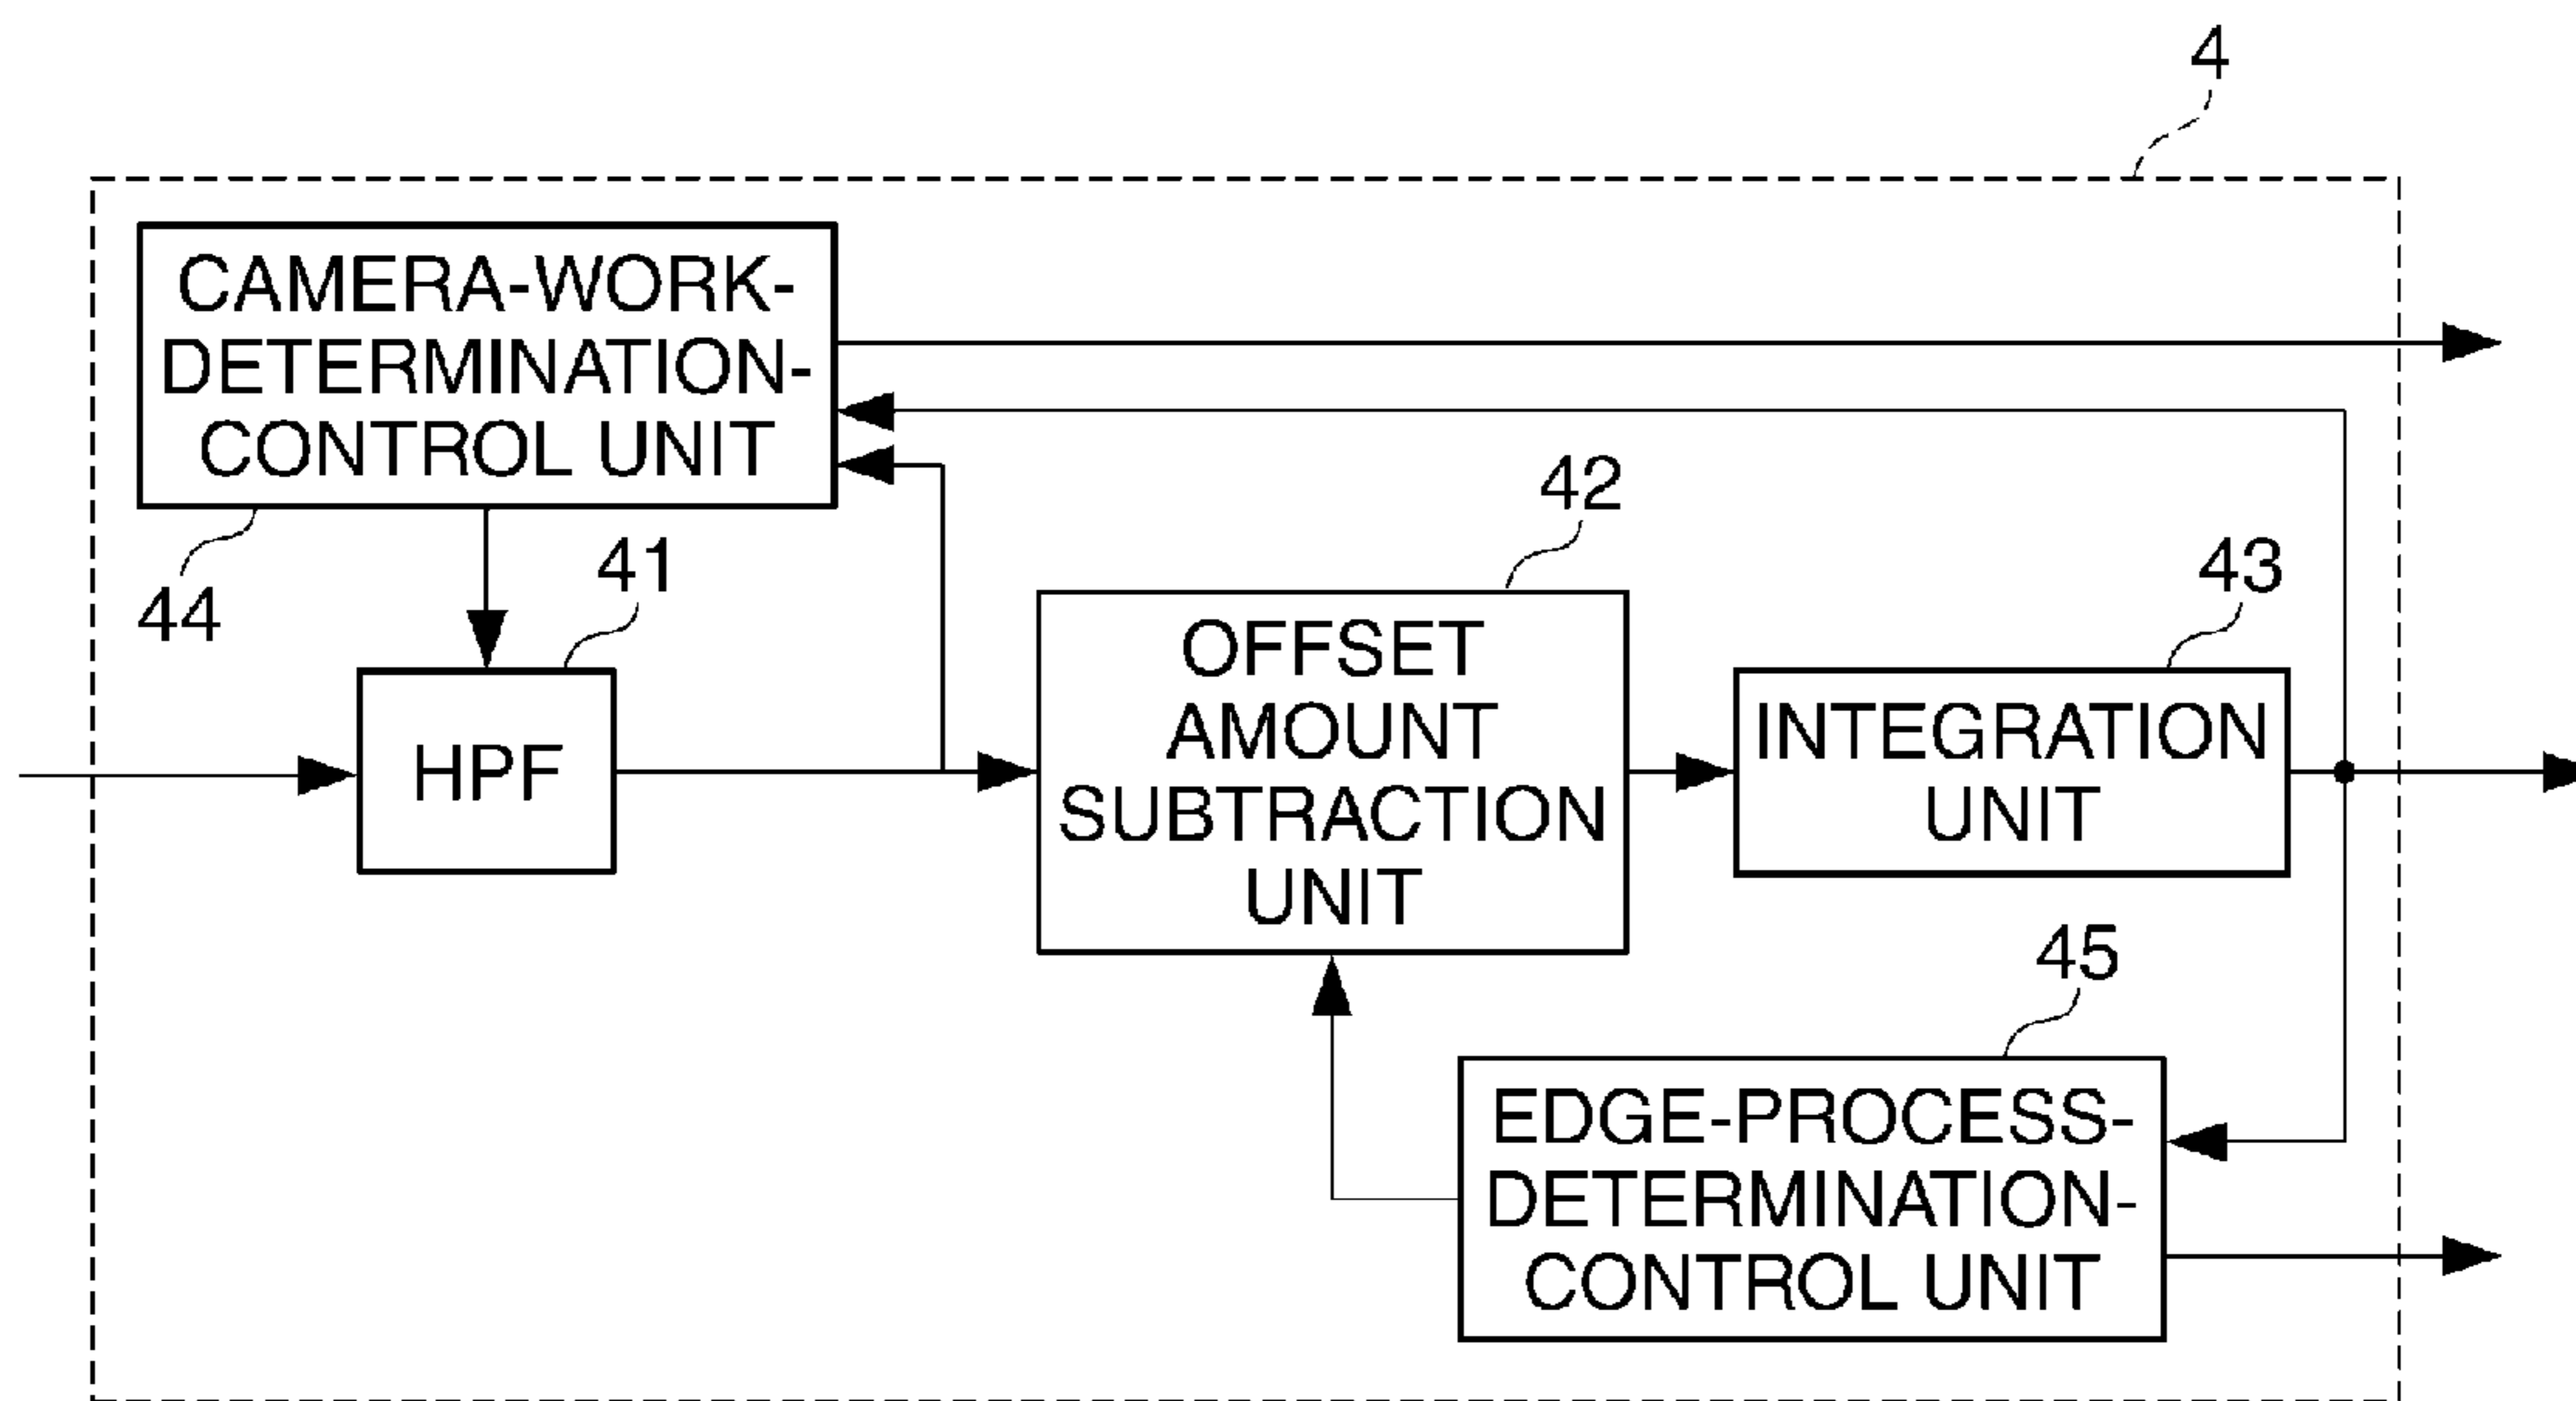 4
CAMERA-WORK-
DETERMINATION-
CONTROL UNIT
44
41
HPF
42
OFFSET
AMOUNT
SUBTRACTION
UNIT
43
INTEGRATION
UNIT
45
EDGE-PROCESS-
DETERMINATION-
CONTROL UNIT